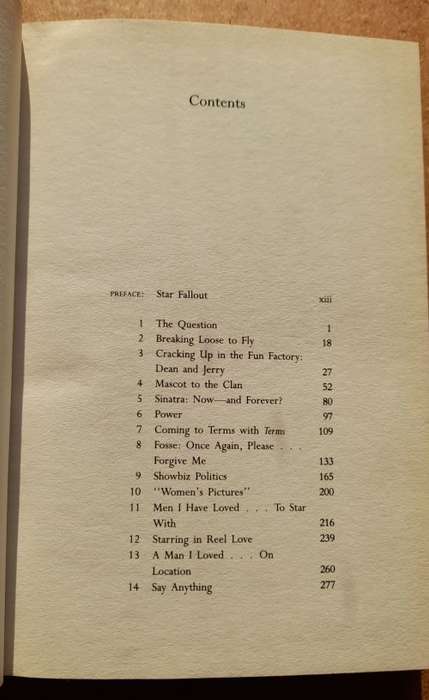 Contents
PREFACE: Star Fallout xiii
1 The Question 1
2 Breaking Loose to Fly 18
3 Cracking Up in the Fun Factory:
Dean and Jerry 27
4 Mascot to the Clan 52
5 Sinatra: Now—and Forever? 80
6 Power 97
7 Coming to Terms with Terms 109
8 Fosse: Once Again, Please . . .
Forgive Me 133
9 Showbiz Politics 165
10 "Women's Pictures" 200
11 Men I Have Loved . . . To Star
With 216
12 Starring in Reel Love 239
13 A Man I Loved . . . On
Location 260
14 Say Anything 277